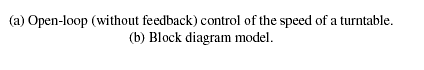 (a) Open-loop (without feedback) control of the speed of a turntable.
(b) Block diagram model.